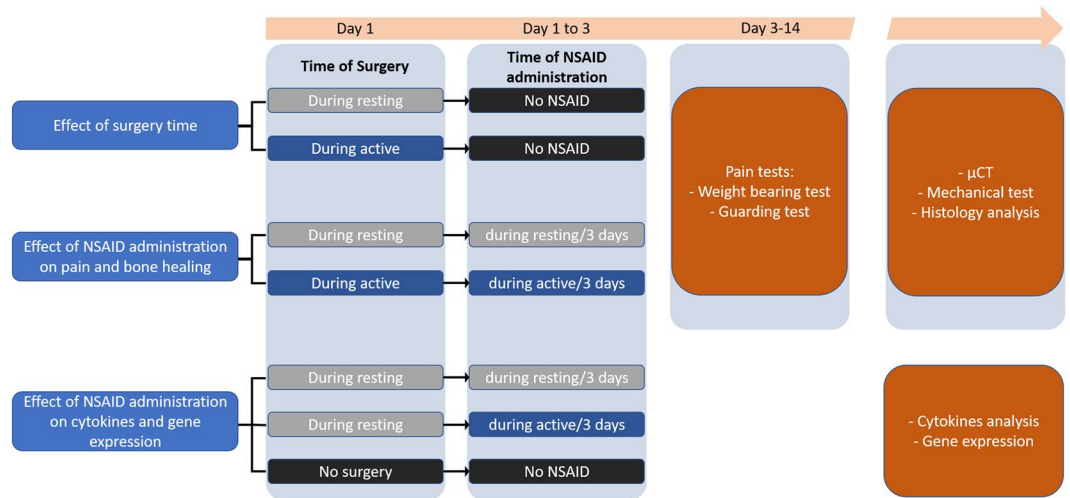 Day 1
Day 1 to 3
Day 3-14
Time of Surgery
Time of NSAID
administration
Effect of surgery time
During resting
No NSAID
During active
No NSAID
Effect of NSAID administration
on pain and bone healing
During resting
during resting/3 days
During active
during active/3 days
Pain tests:
- Weight bearing test
- Guarding test
- µCT
- Mechanical test
- Histology analysis
Effect of NSAID administration
on cytokines and gene
expression
During resting
during resting/3 days
During resting
during active/3 days
No surgery
No NSAID
- Cytokines analysis
- Gene expression